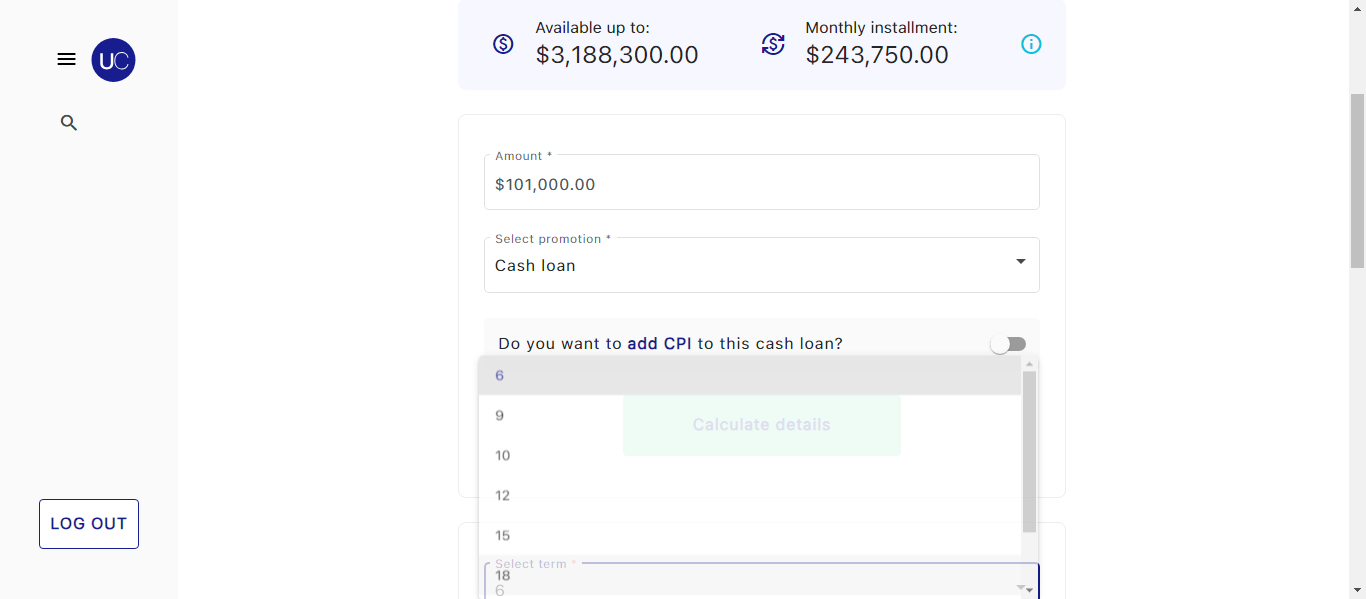 UC
LOG OUT
Available up to:
$3,188,300.00
Monthly installment:
$243,750.00
Amount *
$101,000.00
Select promotion *
Cash loan
Do you want to add CPI to this cash loan?
6
9
Calculate details
10
12
15
Select term *
18
6